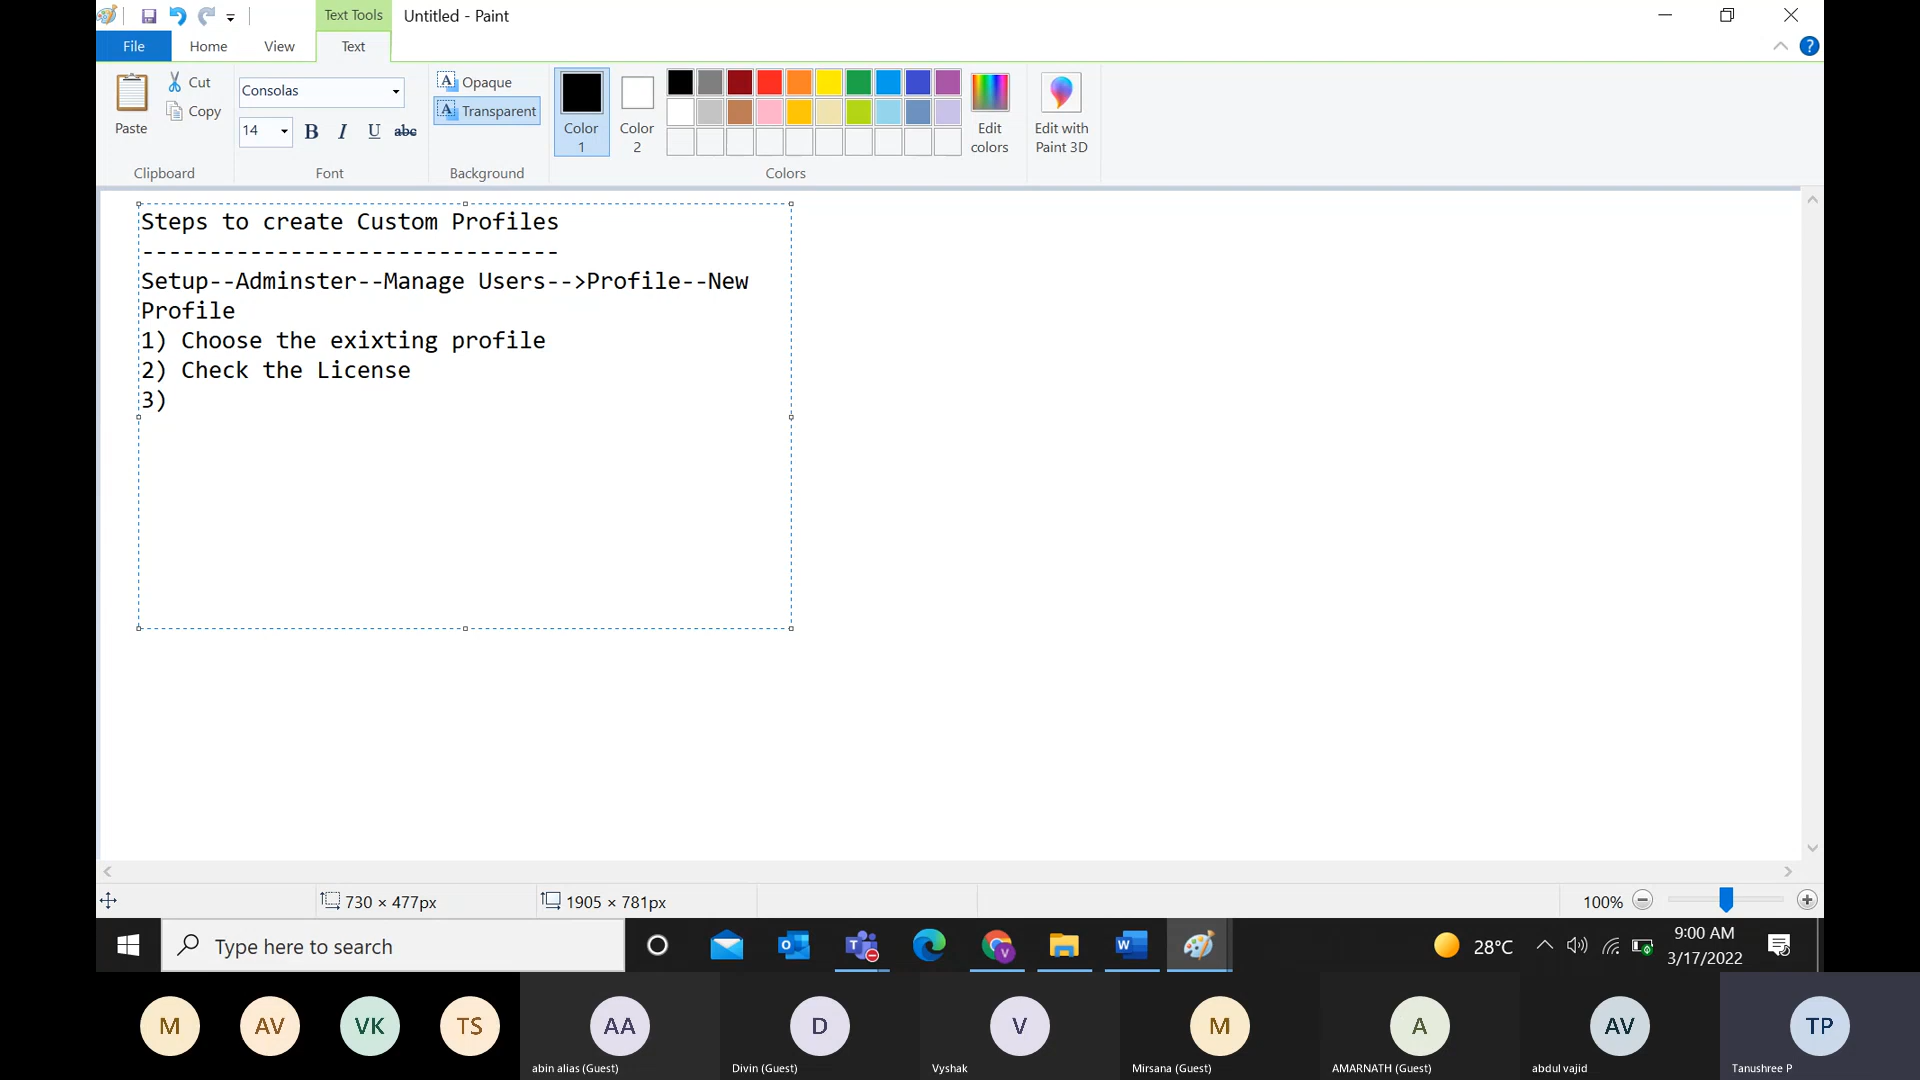 Text Tools
Untitled - Paint
File
Home
View
Text
Paste
Cut
Copy
Clipboard
Consolas
14
B I U abc
Font
Opaque
Transparent
Background
Color 1
Color 2
Edit colors
Colors
Edit with Paint 3D
Steps to create Custom Profiles
-------------------------------
Setup--Adminster--Manage Users-->Profile--New
Profile
1) Choose the exixting profile
2) Check the License
3)
730 × 477px
1905 × 781px
100%
Type here to search
28°C
9:00 AM
3/17/2022
M
AV
VK
TS
AA
abin alias (Guest)
D
Divin (Guest)
V
Vyshak
M
Mirsana (Guest)
A
AMARNATH (Guest)
AV
abdul vajid
TP
Tanushree P